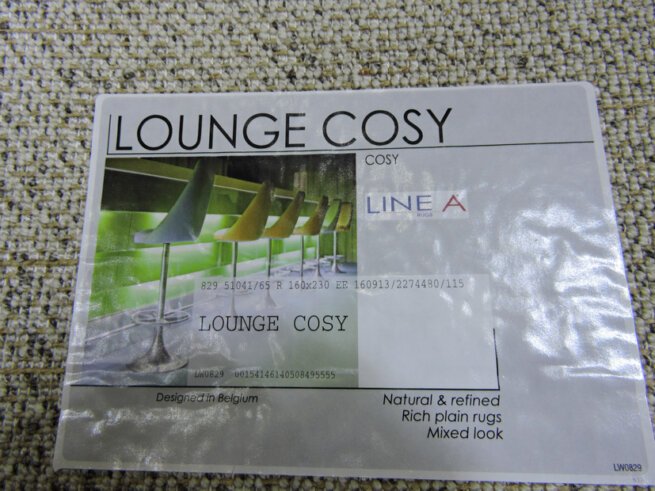 LOUNGE COSY
COSY
LINE A
RUGS
829 51041/65 R 160x230 EE 160913/2274480/115
LOUNGE COSY
LW0829 00154146140508495555
Designed in Belgium
Natural & refined
Rich plain rugs
Mixed look
LW0829